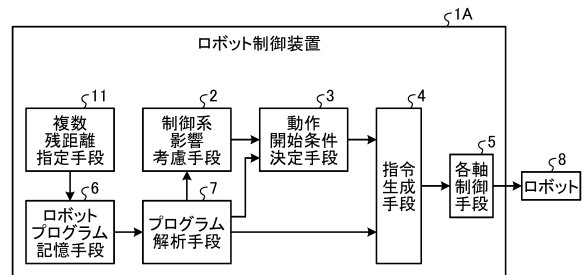 1A
ロボット制御装置
11
複数
残距離
指定手段
2
制御系
影響
考慮手段
3
動作
開始条件
決定手段
4
指令
生成
手段
5
各軸
制御
手段
8
ロボット
6
ロボット
プログラム
記憶手段
7
プログラム
解析手段